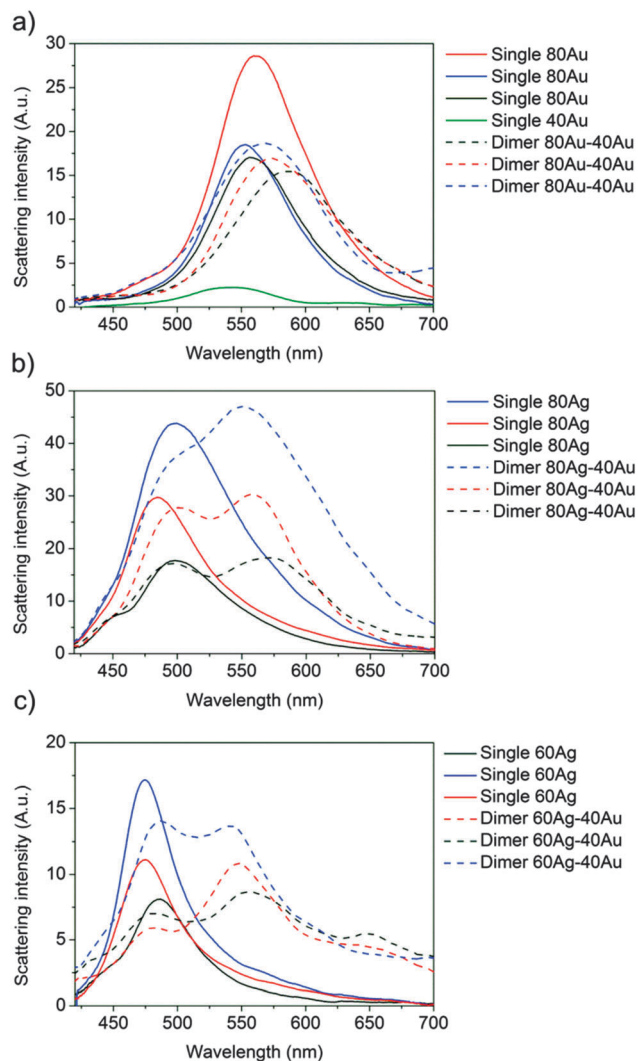 a)
30
25
20
15
10
5
0
Scattering intensity (A.u.)
450 500 550 600 650 700
Wavelength (nm)
Single 80Au
Single 80Au
Single 80Au
Single 40Au
Dimer 80Au-40Au
Dimer 80Au-40Au
Dimer 80Au-40Au
b)
50
40
30
20
10
0
Scattering intensity (A.u.)
450 500 550 600 650 700
Wavelength (nm)
Single 80Ag
Single 80Ag
Single 80Ag
Dimer 80Ag-40Au
Dimer 80Ag-40Au
Dimer 80Ag-40Au
c)
20
15
10
5
0
Scattering intensity (A.u.)
450 500 550 600 650 700
Wavelength (nm)
Single 60Ag
Single 60Ag
Single 60Ag
Dimer 60Ag-40Au
Dimer 60Ag-40Au
Dimer 60Ag-40Au